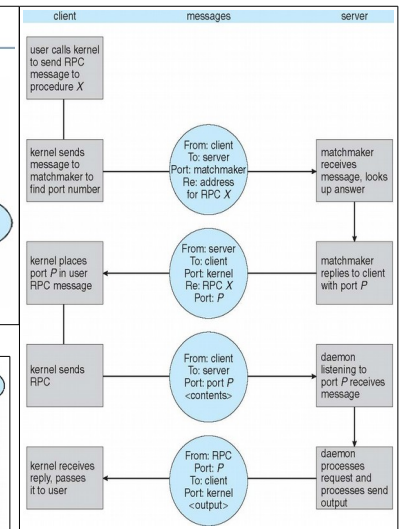 client messages server
user calls kernel
to send RPC
message to
procedure X
kernel sends
message to
matchmaker to
find port number
From: client
To: server
Port: matchmaker
Re: address
for RPC X
matchmaker
receives
message, looks
up answer
kernel places
port P in user
RPC message
From: server
To: client
Port: kernel
Re: RPC X
Port: P
matchmaker
replies to client
with port P
kernel sends
RPC
From: client
To: server
Port: port P
<contents>
daemon
listening to
port P receives
message
kernel receives
reply, passes
it to user
From: RPC
Port: P
To: client
Port: kernel
<output>
daemon
processes
request and
processes send
output